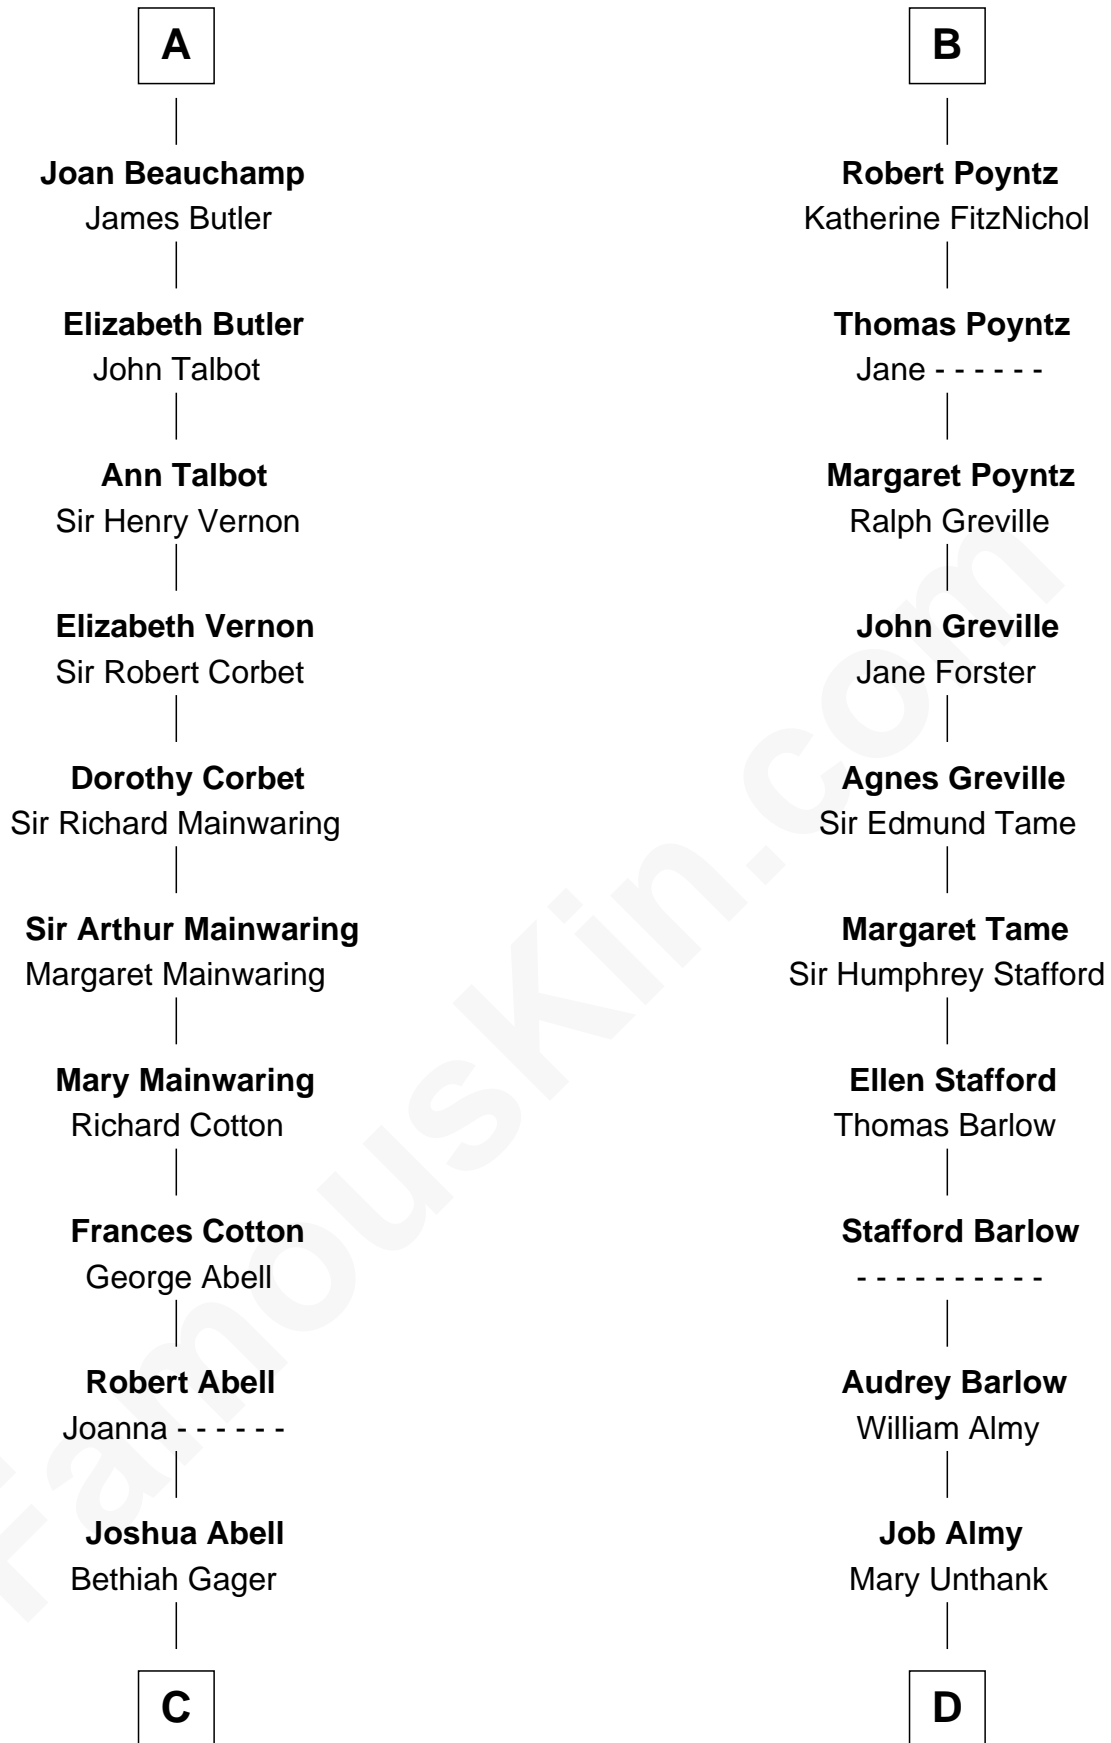 A
Joan Beauchamp
James Butler
Elizabeth Butler
John Talbot
Ann Talbot
Sir Henry Vernon
Elizabeth Vernon
Sir Robert Corbet
Dorothy Corbet
Sir Richard Mainwaring
Sir Arthur Mainwaring
Margaret Mainwaring
Mary Mainwaring
Richard Cotton
Frances Cotton
George Abell
Robert Abell
Joanna - - - - - -
Joshua Abell
Bethiah Gager
C
B
Robert Poyntz
Katherine FitzNichol
Thomas Poyntz
Jane - - - - - -
Margaret Poyntz
Ralph Greville
John Greville
Jane Forster
Agnes Greville
Sir Edmund Tame
Margaret Tame
Sir Humphrey Stafford
Ellen Stafford
Thomas Barlow
Stafford Barlow
- - - - - - - - - -
Audrey Barlow
William Almy
Job Almy
Mary Unthank
D
FamousKin.com